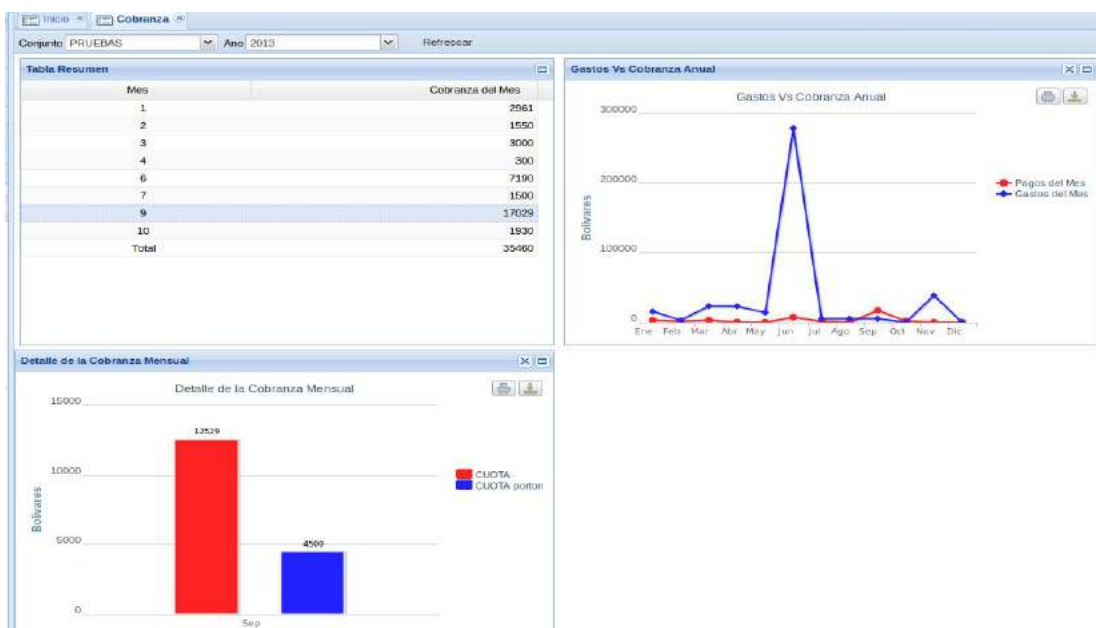 Inicio Cobranza
Conjunto PRUEBAS Ano 2013 Refrescar
Tabla Resumen
Mes Cobranza del Mes
1 2961
2 1550
3 3000
4 300
6 7190
7 1500
9 17029
10 1930
Total 35460
Gastos Vs Cobranza Anual
Gastos Vs Cobranza Anual
300000
200000
100000
0
Bolivares
Ene Feb Mar Abr May Jun Jul Ago Sep Oct Nov Dic
Pagos del Mes
Gastos del Mes
Detalle de la Cobranza Mensual
Detalle de la Cobranza Mensual
15000
10000
5000
0
Bolivares
12529
4500
Sep
CUOTA
CUOTA porton